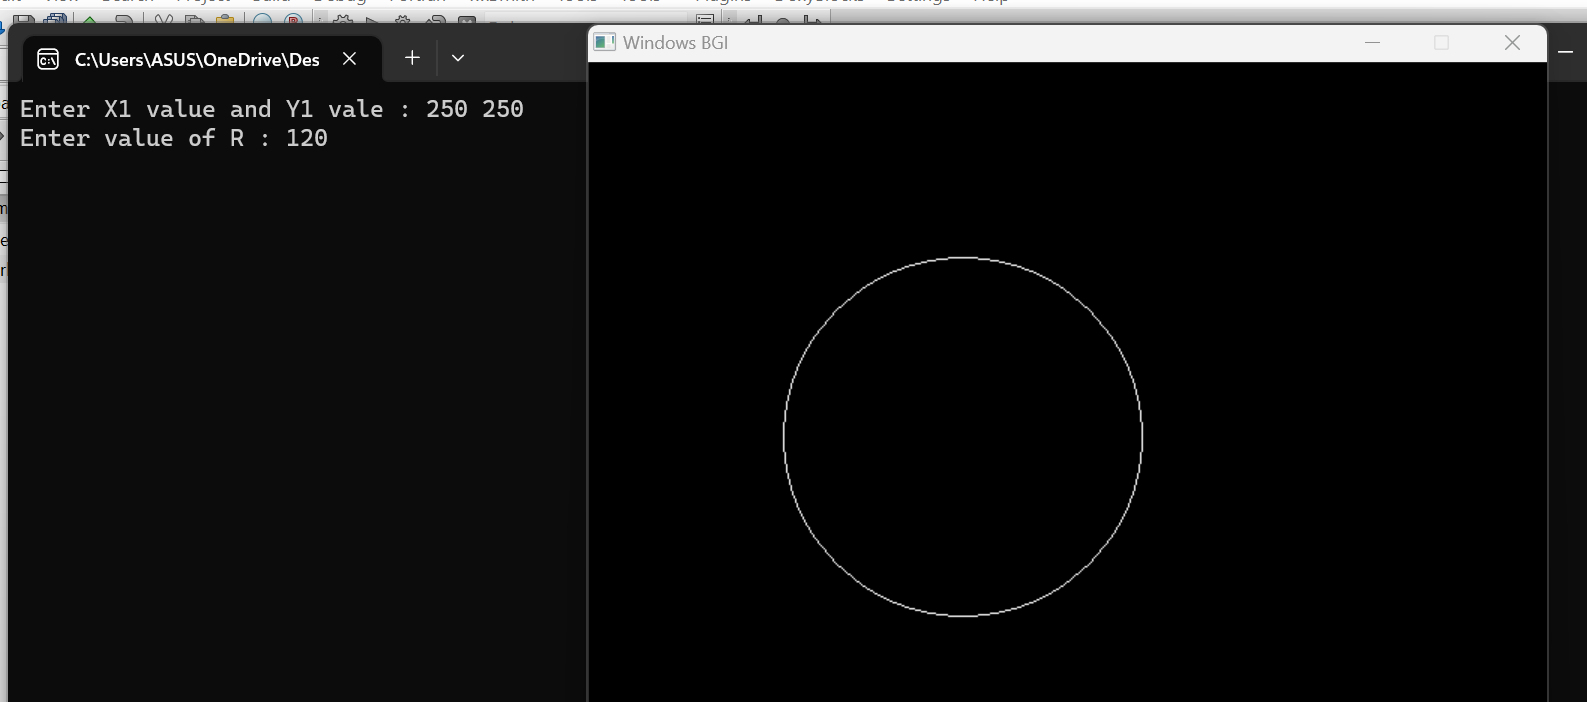 C:\Users\ASUS\OneDrive\Des
Windows BGI
Enter X1 value and Y1 vale : 250 250
Enter value of R : 120